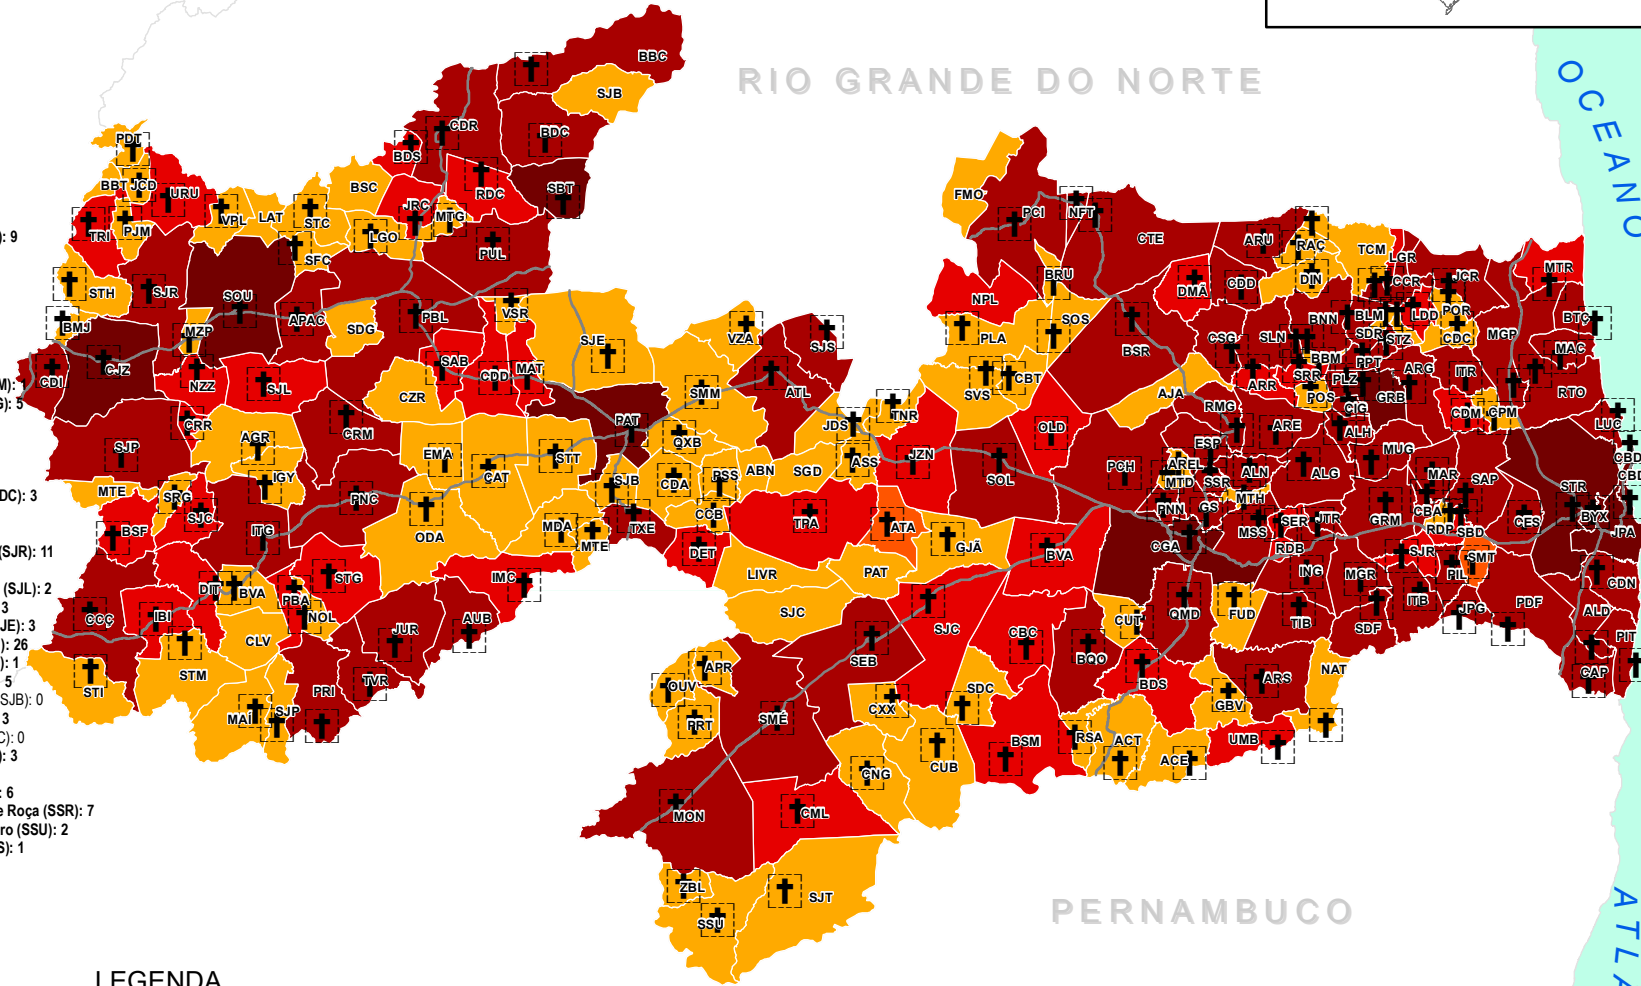 RIO GRANDE DO NORTE
OCEANO
BBC
SJB
CDR
BDC
BDS
PDT
BBT
JCD
URU
BSC
RDC
SBT
VPL
LAT
STC
JRC
MTG
TRI
PJM
LGO
PUL
SFC
STH
SJR
SOU
BMJ
MZP
APAC
SDG
PBL
VSR
SJE
VZA
SJS
CDI
CJZ
NZZ
SJL
SAB
CDD
MAT
CZR
SMM
ATL
TNR
CRR
CRM
PAT
JDS
SJP
AGR
EMA
CAT
STT
QXB
ASS
IGY
SJB
CDA
PSS
ABN
SGD
MTE
SRG
SJC
PNC
CCB
TXE
BSF
ITG
ODA
MDA
MTE
DET
TPA
ATA
STG
IMC
LIVR
PAT
DIT
BVA
PBA
NOL
SJC
CCC
IBI
CLV
JUR
AUB
STM
STI
PRI
TVR
MAÍ
SJP
FMO
PCI
NFT
CTE
ARU
RAÇ
TCM
LGR
DIN
CCR
JCR
MTR
BRU
NPL
DMA
CDD
PLA
SOS
BSR
CSG
SLN
BNN
BLM
LDD
POR
SDR
STZ
CDC
MGP
BTC
MAC
CBT
SVS
AJA
ARR
SRR
BBM
PPT
PLZ
POS
ARG
ITR
GRB
RTO
CIG
CDM
CPM
LUC
RMG
OLD
ARE
ALH
JZN
SOL
PCH
ESP
AREL
MTD
SSR
ALN
ALG
MUG
MAR
SAP
CBD
MTH
STR
BYX
JPA
PNN
GS
MSS
SER
JTR
GRM
CBA
RDP
SBD
CES
GJÃ
BVA
CGA
RDB
SJR
PIL
SMT
ING
MGR
ITB
CDN
JPG
PDF
ALD
SJC
CBC
CUT
QMD
FUD
TIB
SDF
PIT
SEB
BQO
BDS
ARS
NAT
CAP
APR
OUV
PRT
SMÉ
CXX
SDC
GBV
CUB
BSM
RSA
ACT
ACE
UMB
CNG
MON
CML
ZBL
SJT
SSU
PERNAMBUCO
): 9
G): 5
DC): 3
(SJR): 11
(SJL): 2
3
JE): 3
): 26
): 1
5
SJB): 0
3
C): 0
): 3
: 6
e Roça (SSR): 7
ro (SSU): 2
S): 1
LEGENDA